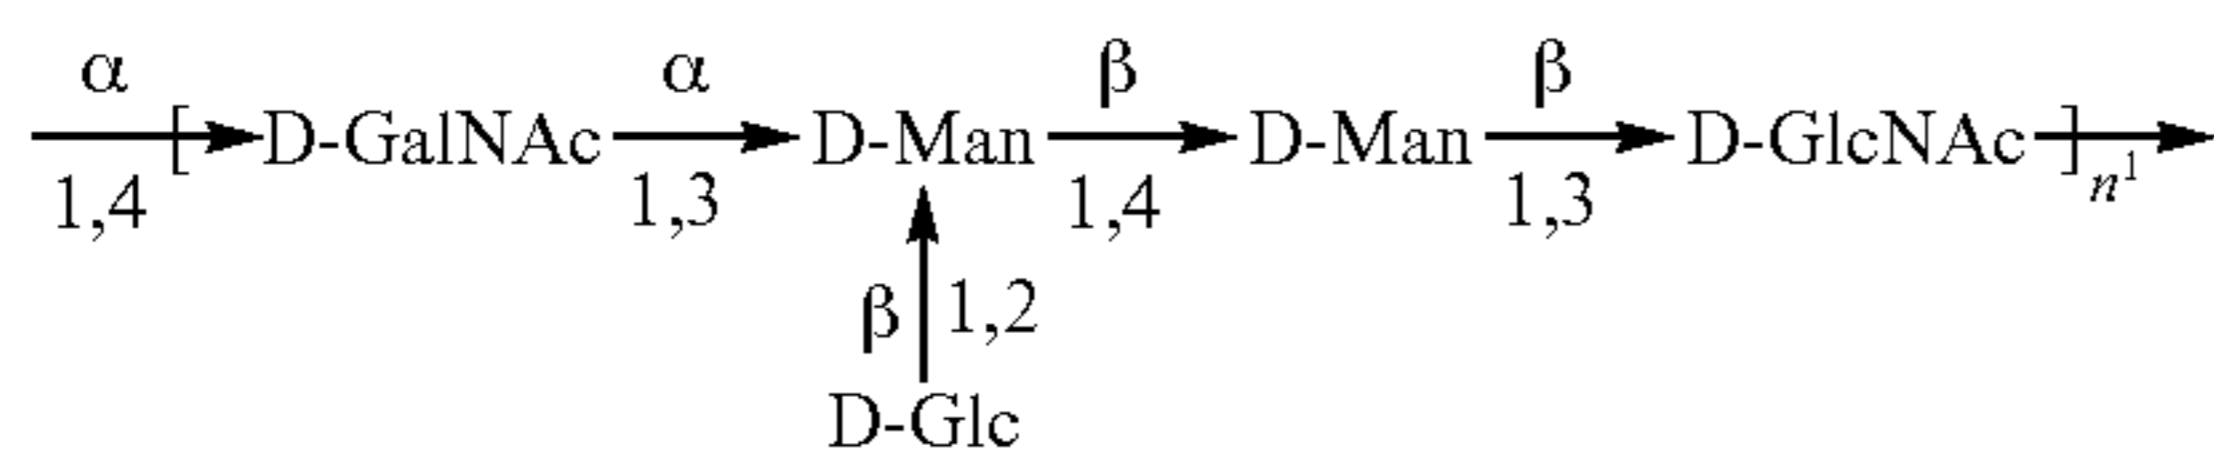 α α β β
[D-GalNAc D-Man D-Man D-GlcNAc]n¹
1,4 1,3 1,4 1,3
β 1,2
D-Glc